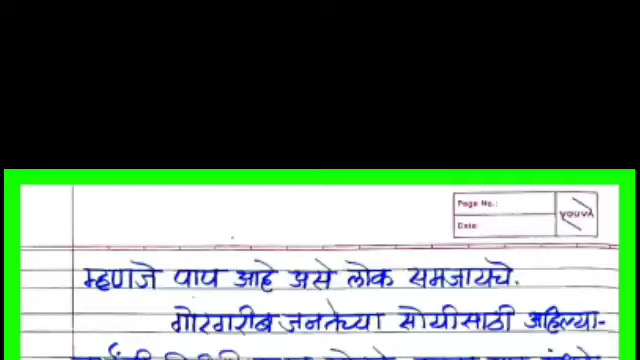 Page No.:
Date:
YOUVA
म्हणजे पाप आहे असे लोक समजायचे.
गोरगरीब जनतेच्या सोयीसाठी अहिल्या-